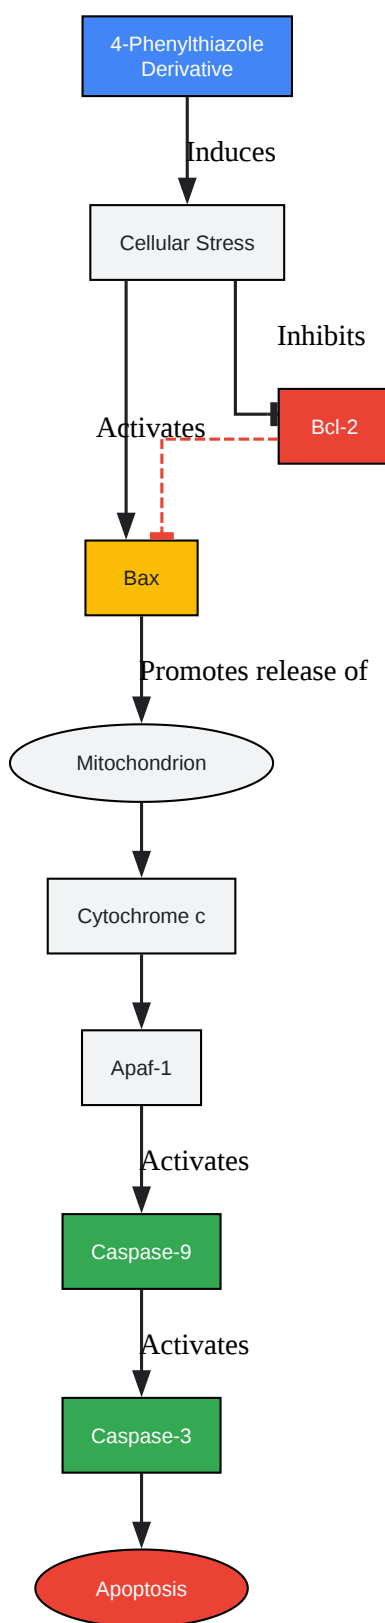 4-Phenylthiazole
Derivative
Induces
Cellular Stress
Inhibits
Activates
Bcl-2
Bax
Promotes release of
Mitochondrion
Cytochrome c
Apaf-1
Activates
Caspase-9
Activates
Caspase-3
Apoptosis